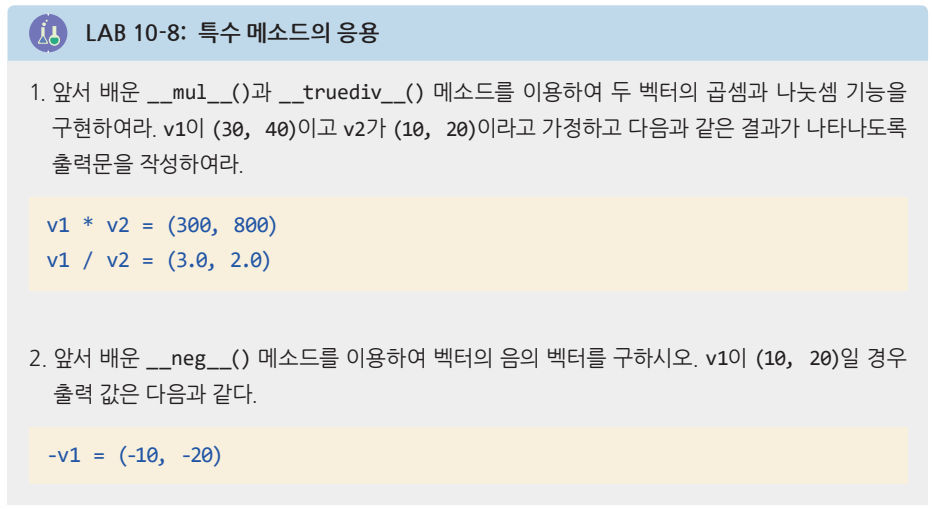 LAB 10-8: 특수 메소드의 응용
1. 앞서 배운 __mul__()과 __truediv__() 메소드를 이용하여 두 벡터의 곱셈과 나눗셈 기능을
구현하여라. v1이 (30, 40)이고 v2가 (10, 20)이라고 가정하고 다음과 같은 결과가 나타나도록
출력문을 작성하여라.
v1 * v2 = (300, 800)
v1 / v2 = (3.0, 2.0)
2. 앞서 배운 __neg__() 메소드를 이용하여 벡터의 음의 벡터를 구하시오. v1이 (10, 20)일 경우
출력 값은 다음과 같다.
-v1 = (-10, -20)